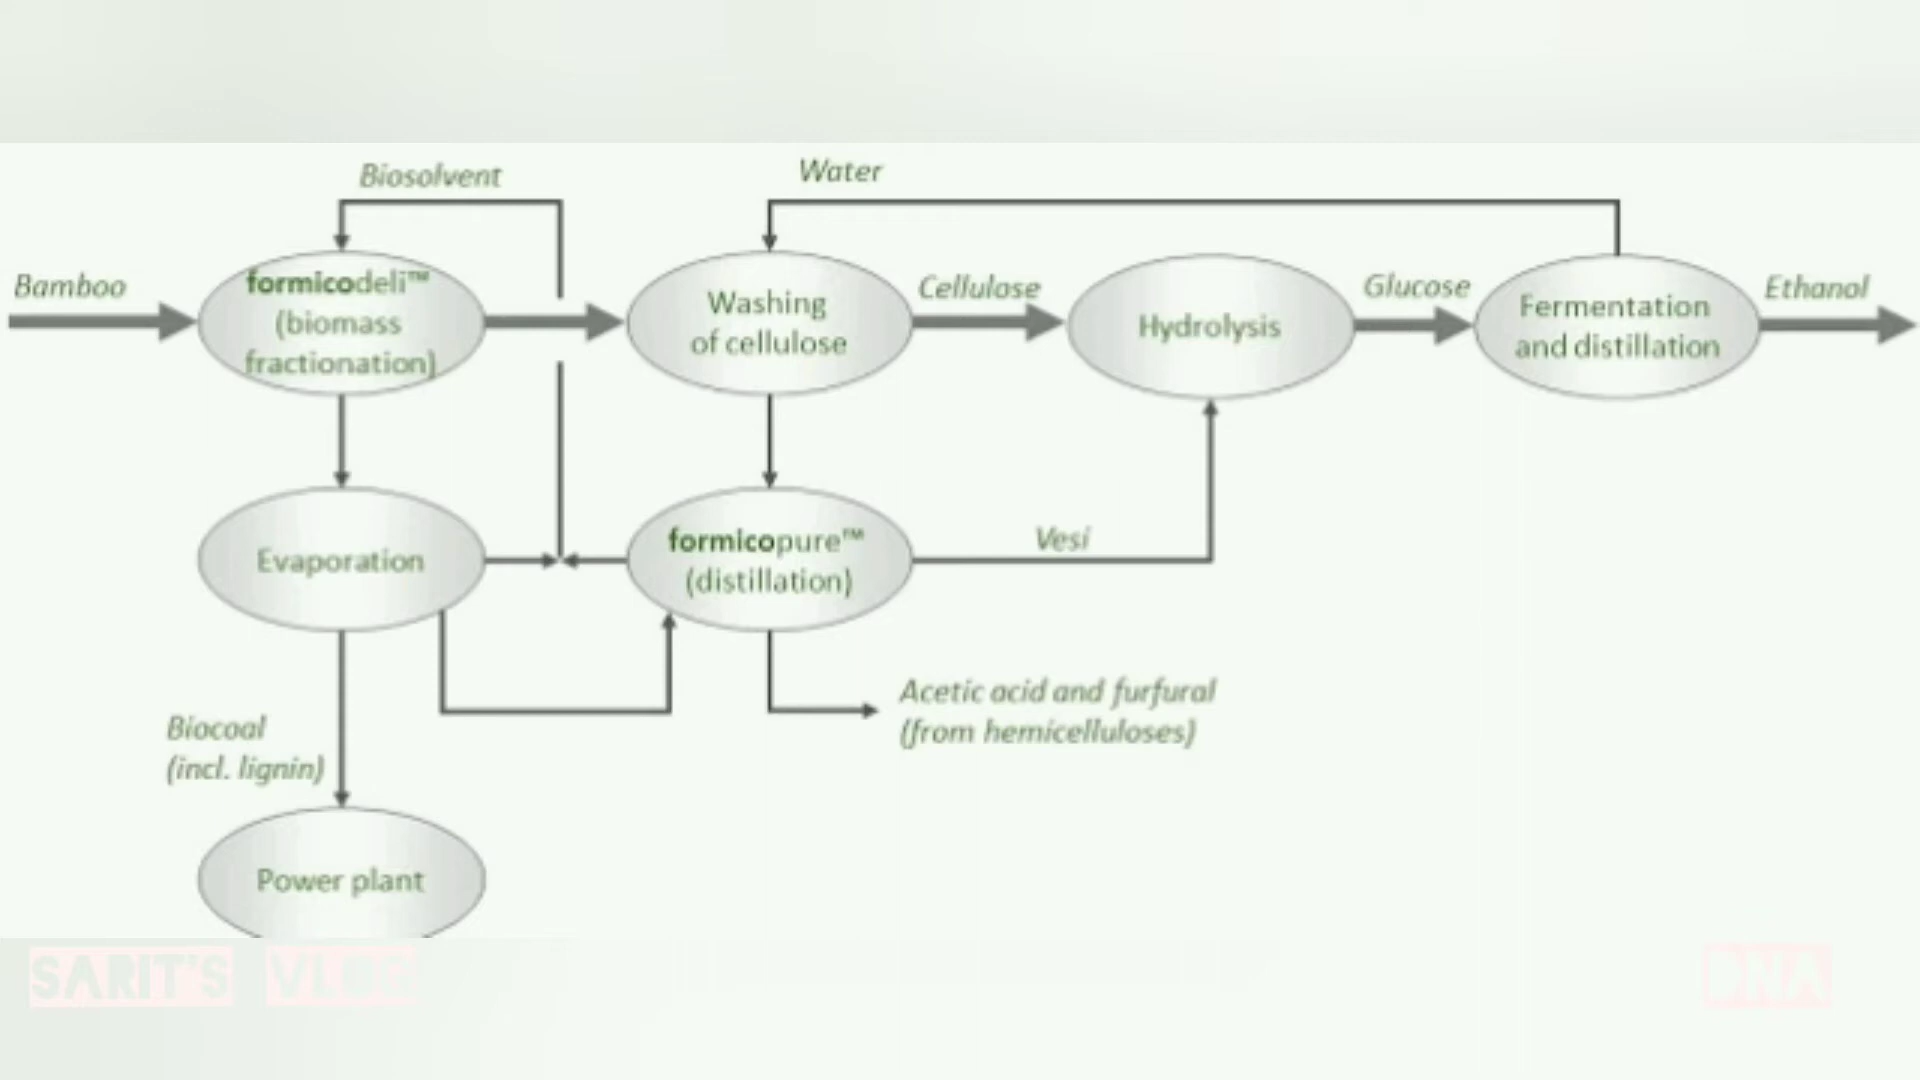 Biosolvent
Water
Bamboo
formicodeli™
(biomass
fractionation)
Washing
of cellulose
Cellulose
Hydrolysis
Glucose
Fermentation
and distillation
Ethanol
Evaporation
formicopure™
(distillation)
Vesi
Acetic acid and furfural
(from hemicelluloses)
Biocoal
(incl. lignin)
Power plant
SARIT'S VLOG
DNA